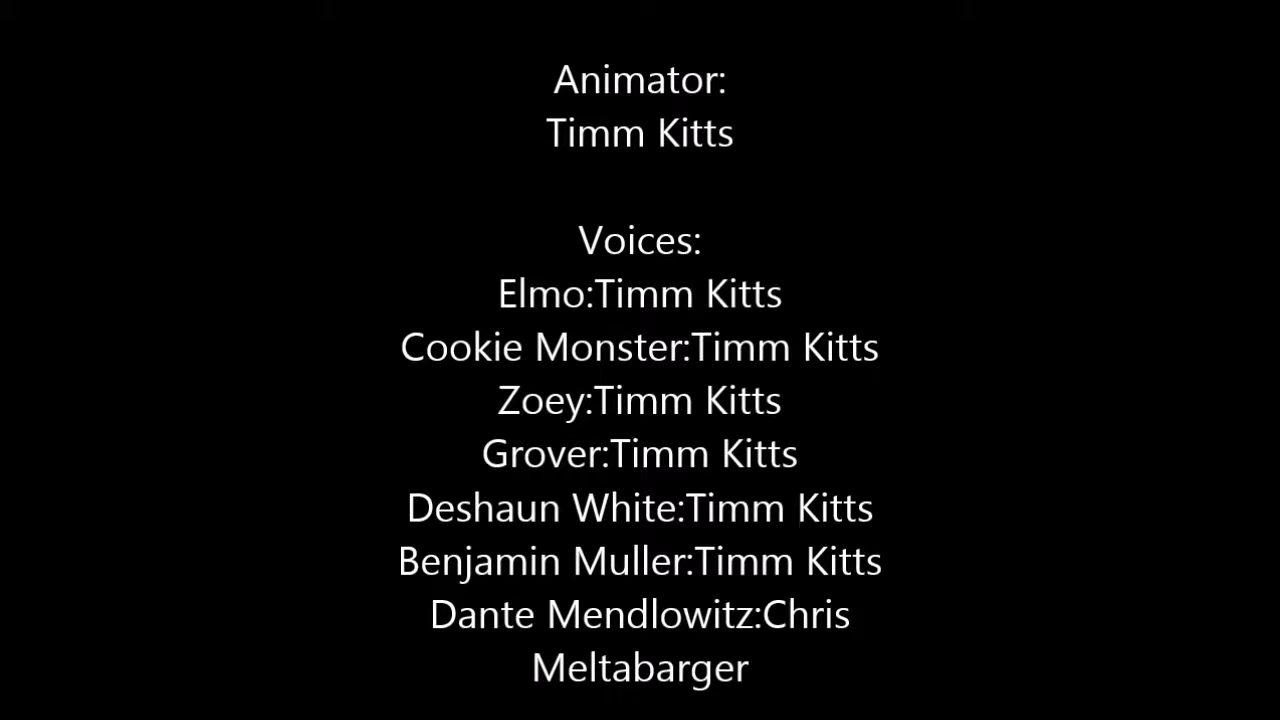 Animator:
Timm Kitts
Voices:
Elmo:Timm Kitts
Cookie Monster:Timm Kitts
Zoey:Timm Kitts
Grover:Timm Kitts
Deshaun White:Timm Kitts
Benjamin Muller:Timm Kitts
Dante Mendlowitz:Chris
Meltabarger